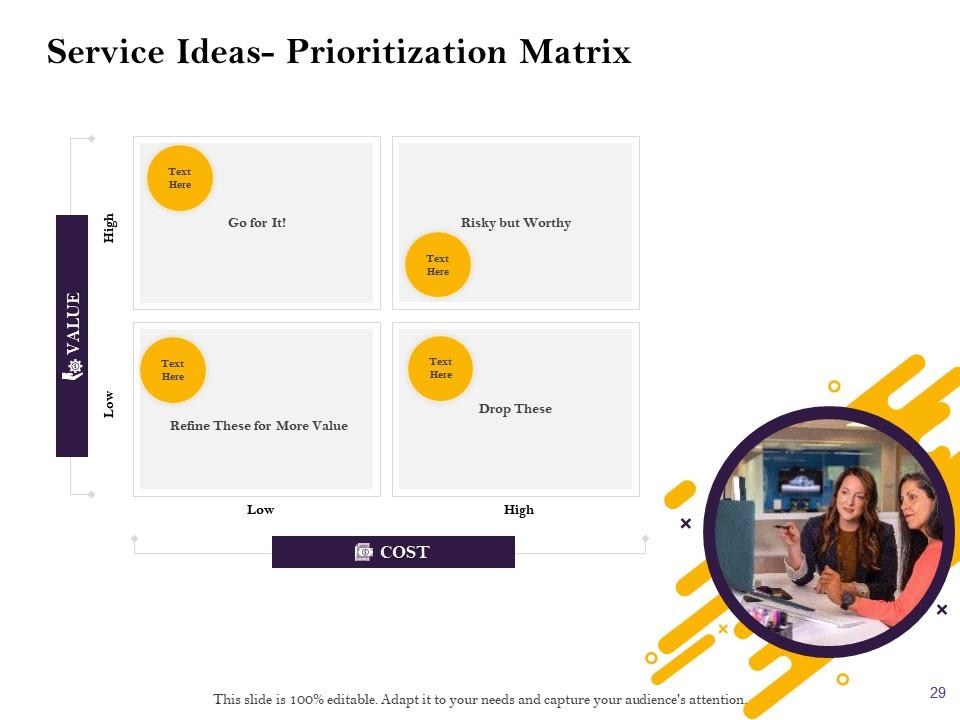 Service Ideas- Prioritization Matrix
Text
Here
Go for It!
Risky but Worthy
Text
Here
High
VALUE
Low
Text
Here
Refine These for More Value
Text
Here
Drop These
Low
High
COST
This slide is 100% editable. Adapt it to your needs and capture your audience's attention.
29